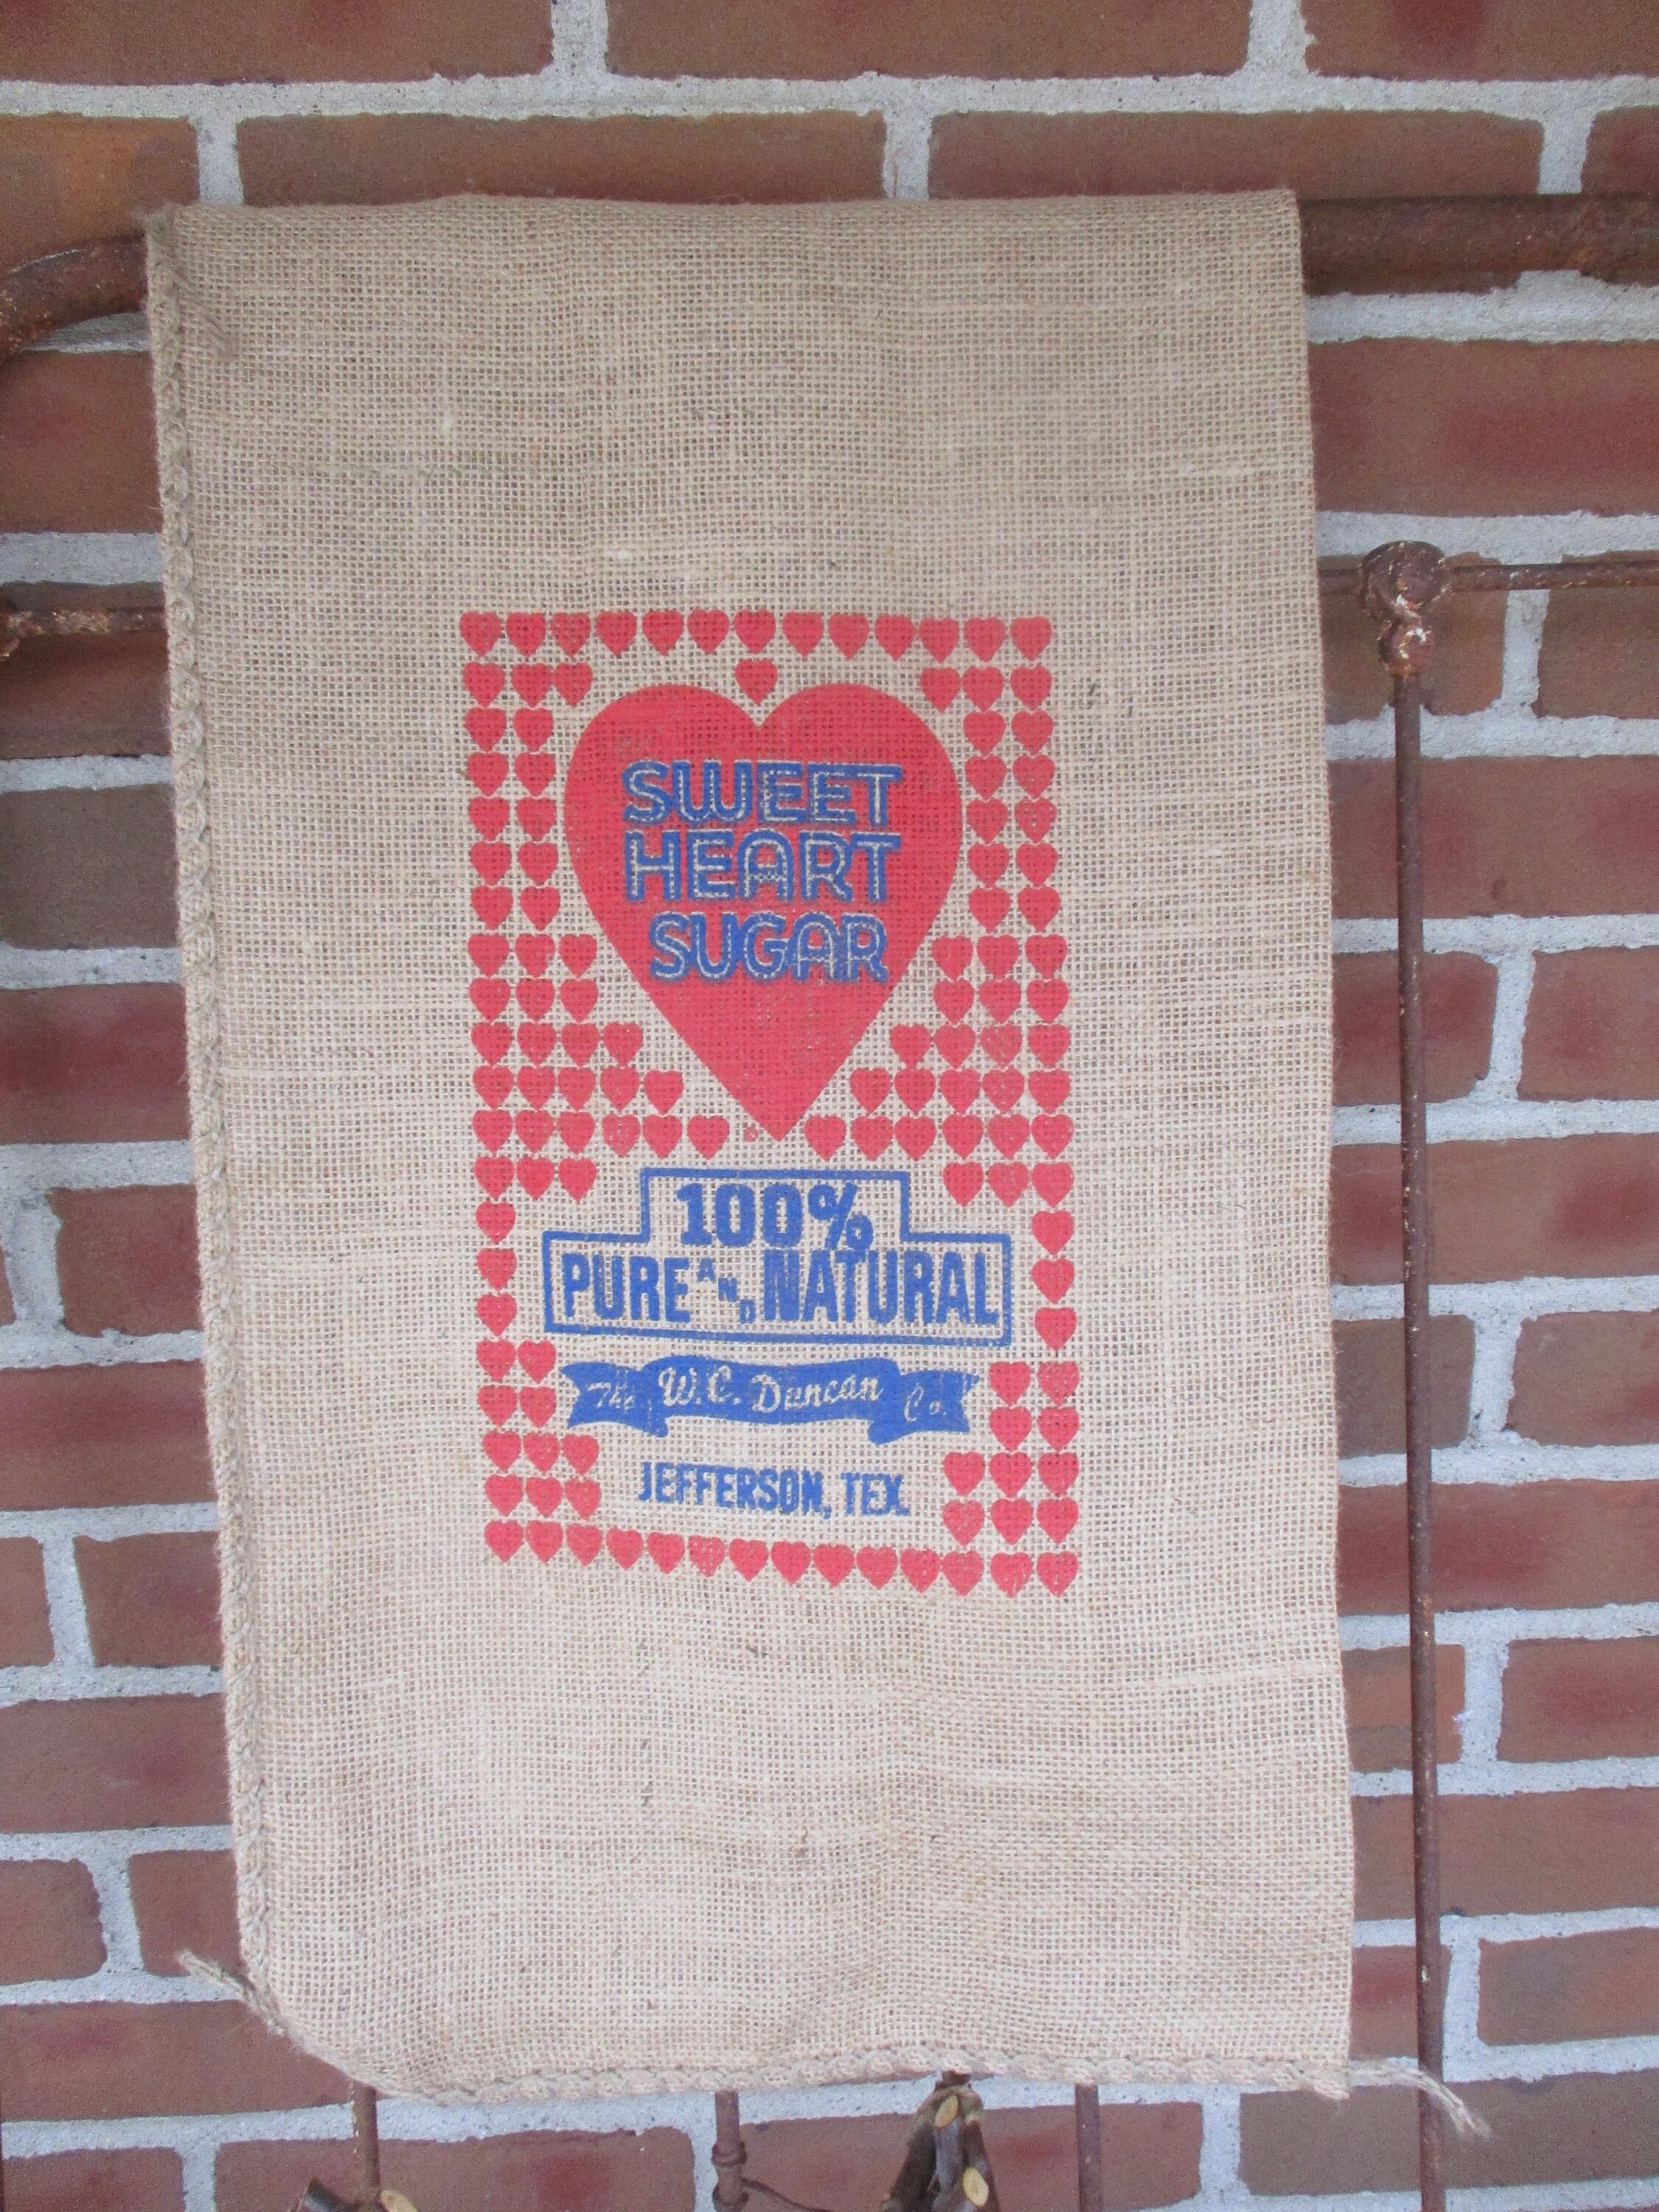 SWEET
HEART
SUGAR
100%
PURE AND NATURAL
The W.C. Duncan Co.
JEFFERSON, TEX.